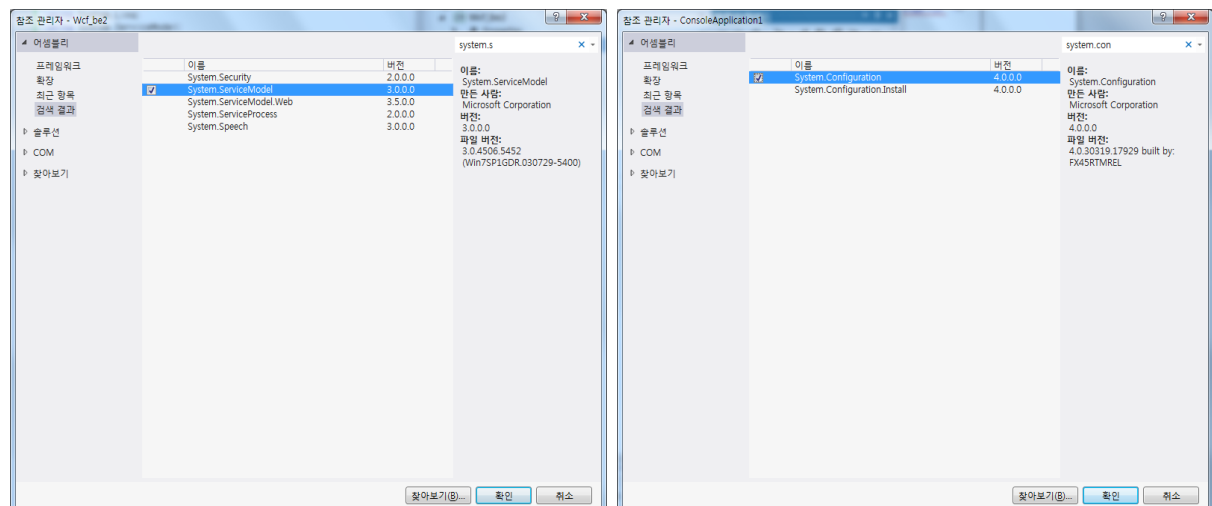 참조 관리자 - Wcf_be2
어셈블리
system.s
프레임워크
확장
최근 항목
검색 결과
솔루션
COM
찾아보기
이름 버전
System.Security 2.0.0.0
System.ServiceModel 3.0.0.0
System.ServiceModel.Web 3.5.0.0
System.ServiceProcess 2.0.0.0
System.Speech 3.0.0.0
이름:
System.ServiceModel
만든 사람:
Microsoft Corporation
버전:
3.0.0.0
파일 버전:
3.0.4506.5452
(Win7SP1GDR.030729-5400)
찾아보기(B)... 확인 취소
참조 관리자 - ConsoleApplication1
어셈블리
system.con
프레임워크
확장
최근 항목
검색 결과
솔루션
COM
찾아보기
이름 버전
System.Configuration 4.0.0.0
System.Configuration.Install 4.0.0.0
이름:
System.Configuration
만든 사람:
Microsoft Corporation
버전:
4.0.0.0
파일 버전:
4.0.30319.17929 built by:
FX45RTMREL
찾아보기(B)... 확인 취소